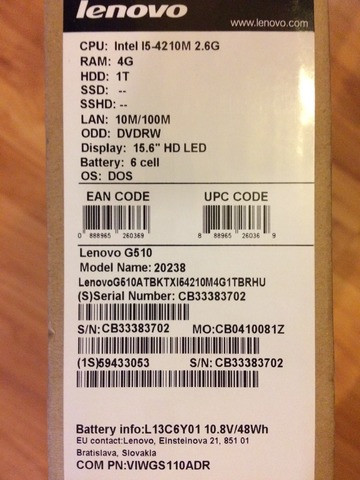 lenovo
www.lenovo.com
CPU: Intel I5-4210M 2.6G
RAM: 4G
HDD: 1T
SSD: --
SSHD: --
LAN: 10M/100M
ODD: DVDRW
Display: 15.6" HD LED
Battery: 6 cell
OS: DOS
EAN CODE UPC CODE
0 888965 260369 8 88965 26036 9
Lenovo G510
Model Name: 20238
LenovoG510ATBKTXI54210M4G1TBRHU
(S)Serial Number: CB33383702
S/N: CB33383702 MO:CB0410081Z
(1S)59433053 S/N: CB33383702
Battery info:L13C6Y01 10.8V/48Wh
EU contact:Lenovo, Einsteinova 21, 851 01
Bratislava, Slovakia
COM PN:VIWGS110ADR